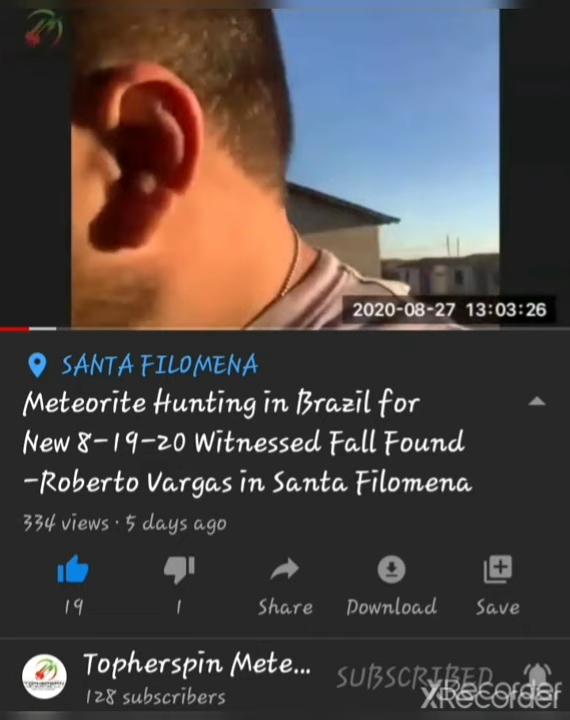 2020-08-27 13:03:26
SANTA FILOMENA
Meteorite Hunting in Brazil for
New 8-19-20 Witnessed Fall Found
-Roberto Vargas in Santa Filomena
334 views · 5 days ago
19
1
Share
Download
Save
Topherspin Mete...
SUBSCRIBED
128 subscribers
XRecorder